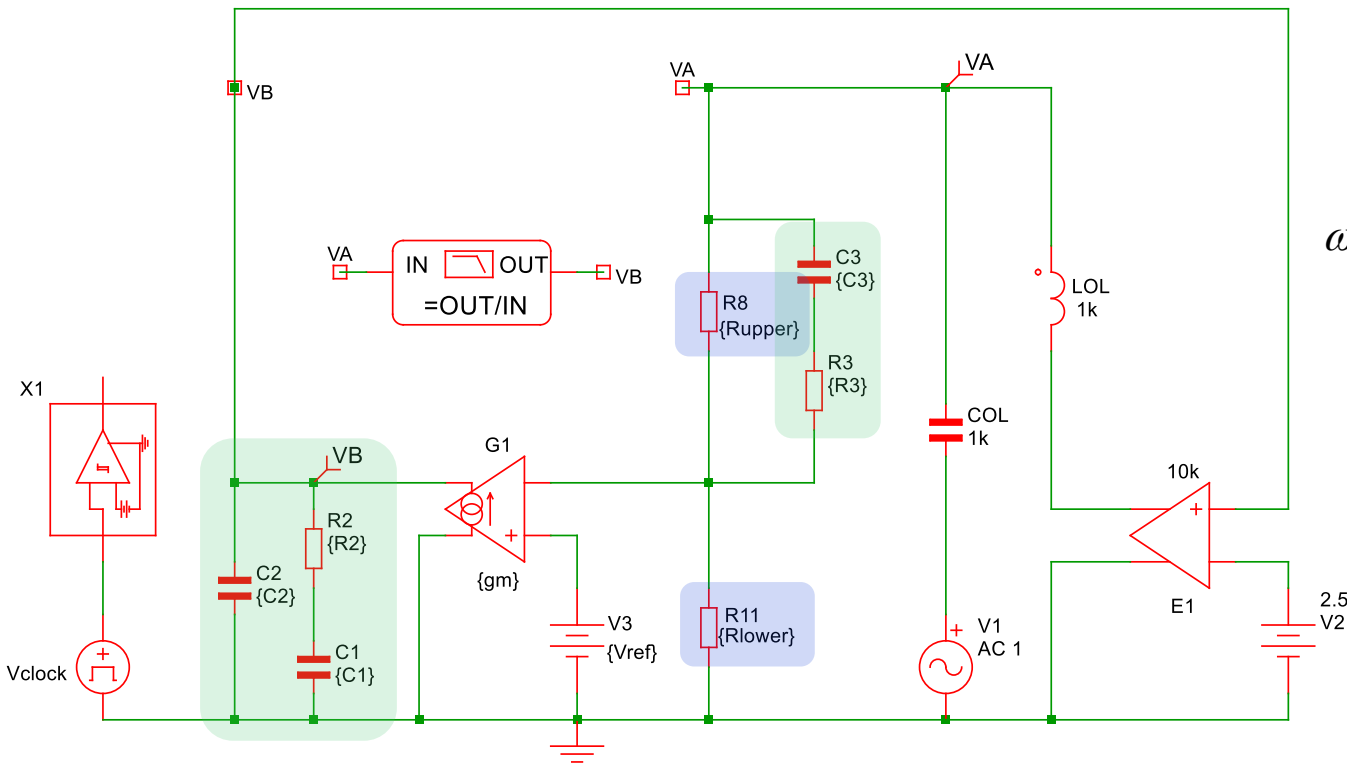 VB
VA
VA
VA
IN
OUT
=OUT/IN
VB
C3
{C3}
R8
{Rupper}
LOL
1k
R3
{R3}
X1
COL
1k
G1
VB
10k
R2
{R2}
+
+
C2
{C2}
{gm}
E1
R11
{Rlower}
V3
{Vref}
2.5
V2
C1
{C1}
+
V1
AC 1
+
Vclock
ω